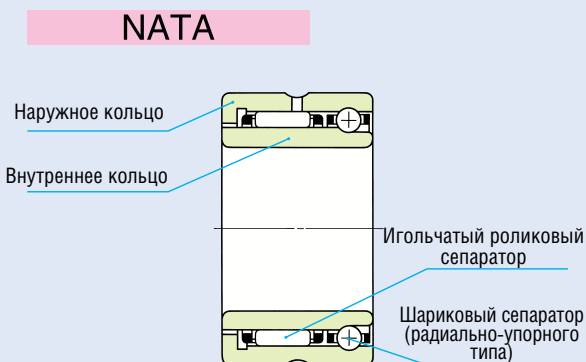 NATA
Наружное кольцо
Внутреннее кольцо
Игольчатый роликовый
сепаратор
Шариковый сепаратор
(радиально-упорного
типа)